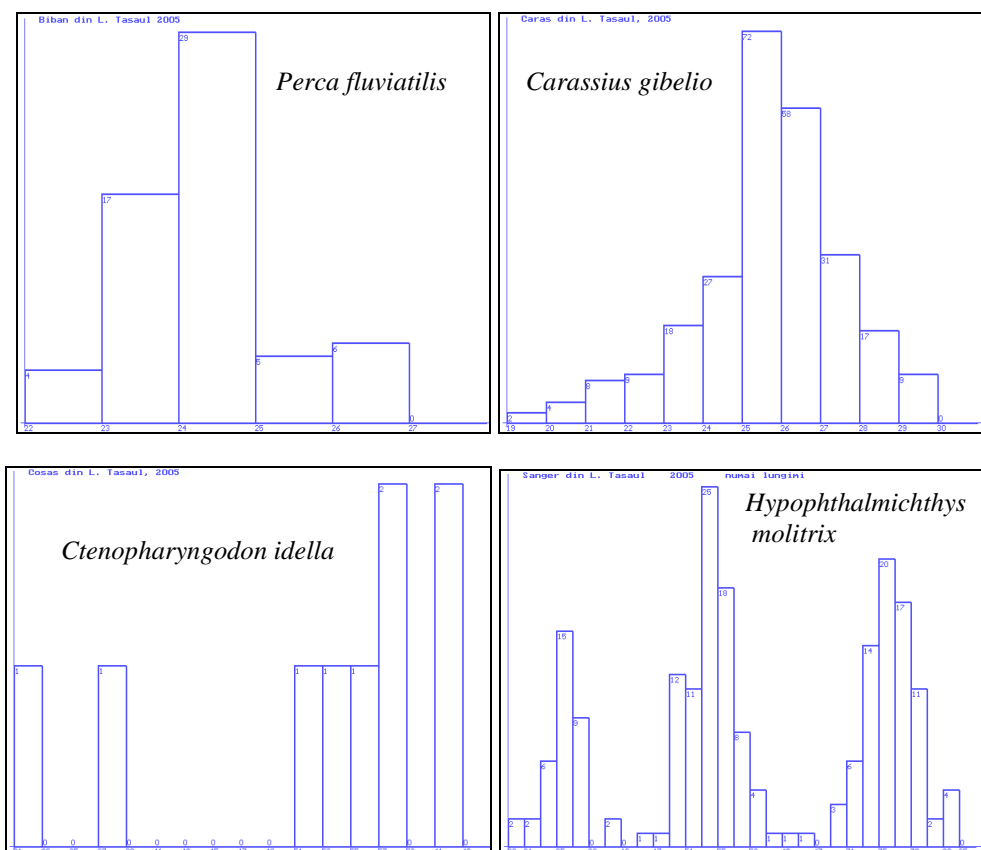 Biban din L. Tasaul 2005
Perca fluviatilis
29
17
4
5
6
0
22 23 24 25 26 27
Caras din L. Tasaul, 2005
Carassius gibelio
72
58
31
27
18
17
8
9
9
4
2
0
19 20 21 22 23 24 25 26 27 28 29 30
Cosas din L. Tasaul, 2005
Ctenopharyngodon idella
1 0 0 1 0 0 0 0 0 0 1 1 1 2 0 2 0
Sanger din L. Tasaul 2005 numai lungimi
Hypophthalmichthys
molitrix
2 2 6 15 9 0 2 0 1 1 12 11 25 18 8 4 1 1 1 0 3 6 14 20 17 11 2 4 0